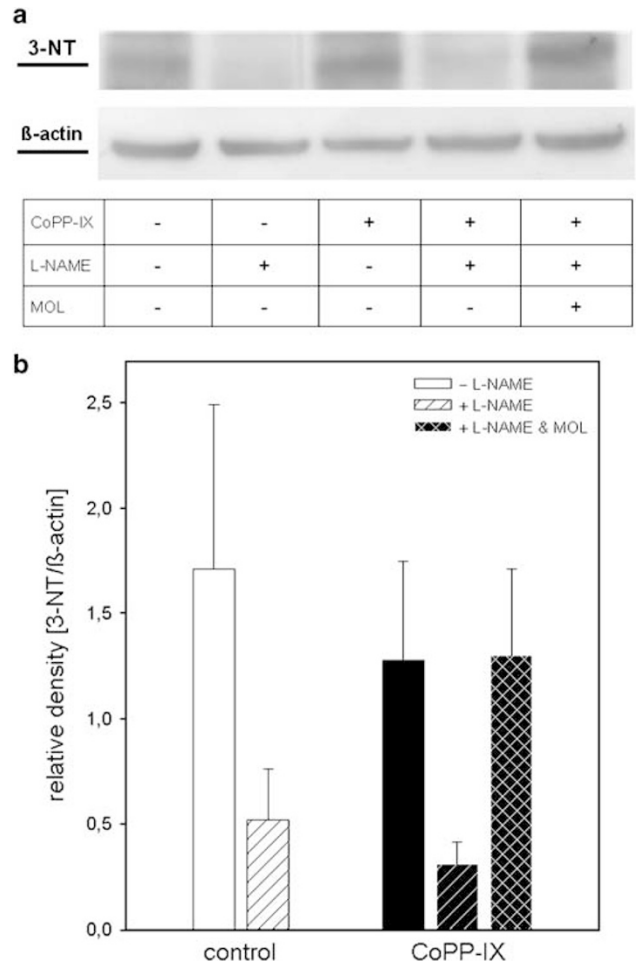 a
3-NT
ß-actin
CoPP-IX - - + + +
L-NAME - + - + +
MOL - - - - +
b
– L-NAME
+ L-NAME
+ L-NAME & MOL
relative density [3-NT/ß-actin]
2,5
2,0
1,5
1,0
0,5
0,0
control CoPP-IX